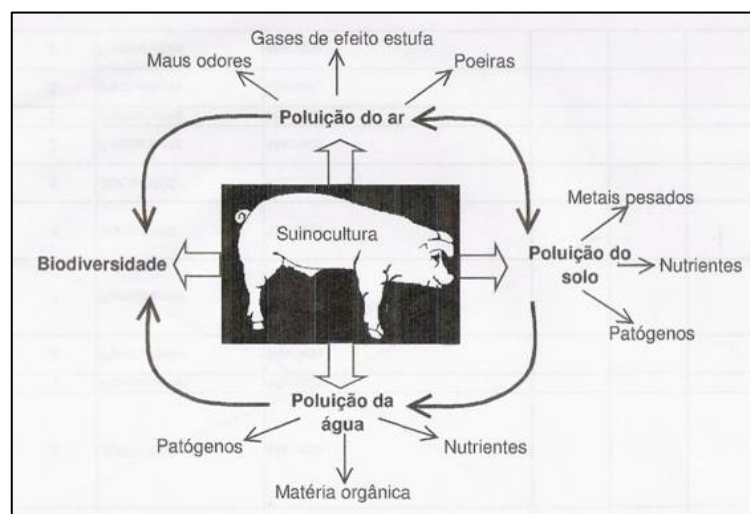 Gases de efeito estufa
Maus odores
Poeiras
Poluição do ar
Metais pesados
Suinocultura
Biodiversidade
Poluição do
solo
Nutrientes
Patógenos
Poluição da
água
Patógenos
Nutrientes
Matéria orgânica